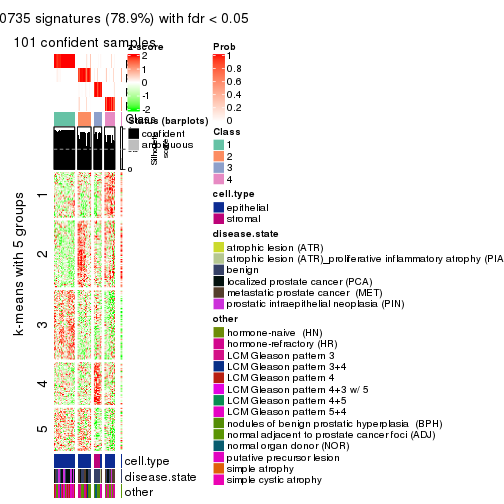 0735 signatures (78.9%) with fdr < 0.05
101 confident samples
z-score
2
1
0
-1
-2
Prob
1
0.8
0.6
0.4
0.2
0
Class
Status (barplots)
confident
ambiguous
Silhouette
score
0
Class
1
2
3
4
cell.type
epithelial
stromal
disease.state
atrophic lesion (ATR)
atrophic lesion (ATR)_proliferative inflammatory atrophy (PIA
benign
localized prostate cancer (PCA)
metastatic prostate cancer (MET)
prostatic intraepithelial neoplasia (PIN)
other
hormone-naive (HN)
hormone-refractory (HR)
LCM Gleason pattern 3
LCM Gleason pattern 3+4
LCM Gleason pattern 4
LCM Gleason pattern 4+3 w/ 5
LCM Gleason pattern 4+5
LCM Gleason pattern 5+4
nodules of benign prostatic hyperplasia (BPH)
normal adjacent to prostate cancer foci (ADJ)
normal organ donor (NOR)
putative precursor lesion
simple atrophy
simple cystic atrophy
k-means with 5 groups
1
2
3
4
5
cell.type
disease.state
other